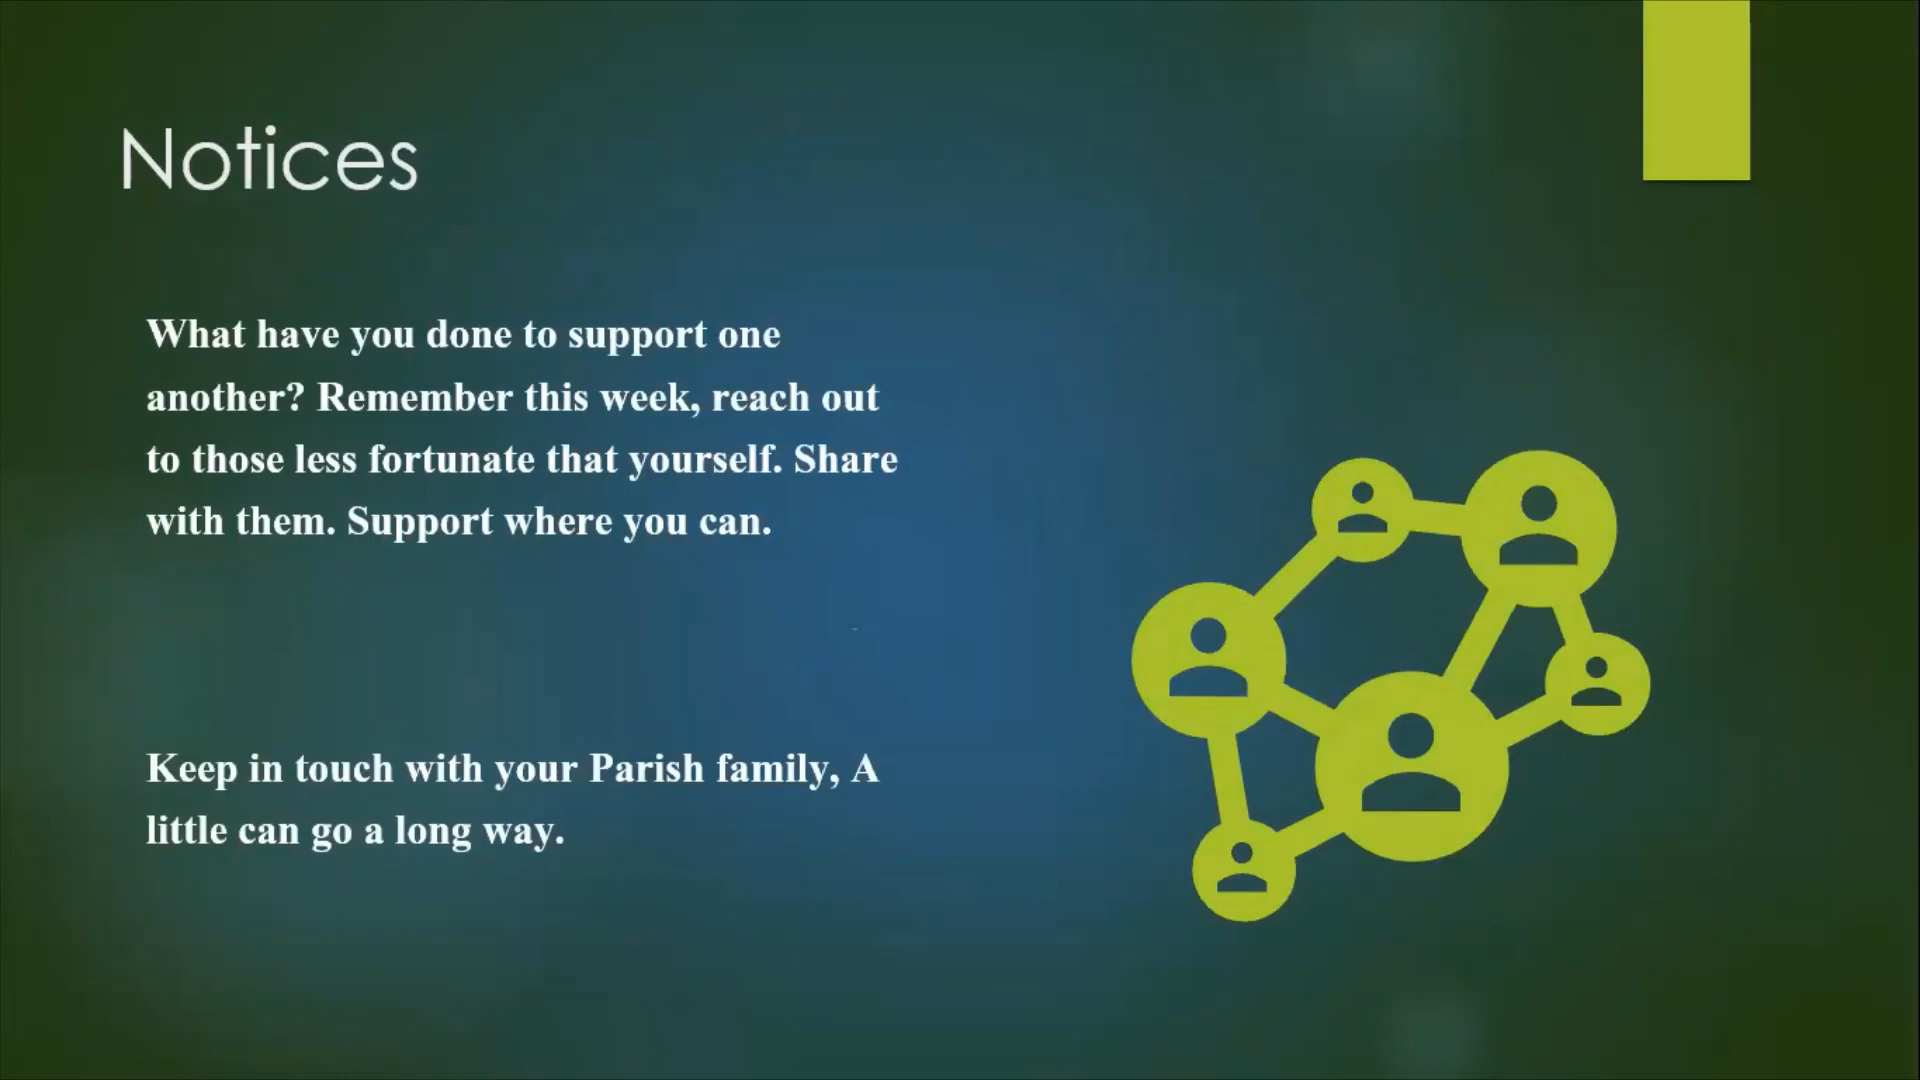 Notices
What have you done to support one
another? Remember this week, reach out
to those less fortunate that yourself. Share
with them. Support where you can.
Keep in touch with your Parish family, A
little can go a long way.